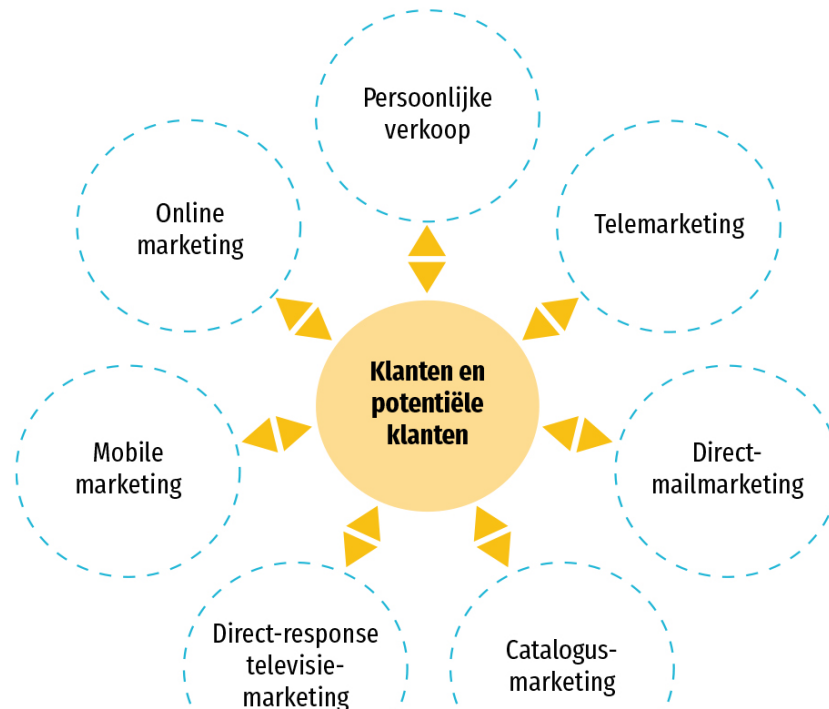 Persoonlijke
verkoop
Online
marketing
Telemarketing
Klanten en
potentiële
klanten
Mobile
marketing
Direct-
mailmarketing
Direct-response
televisie-
marketing
Catalogus-
marketing